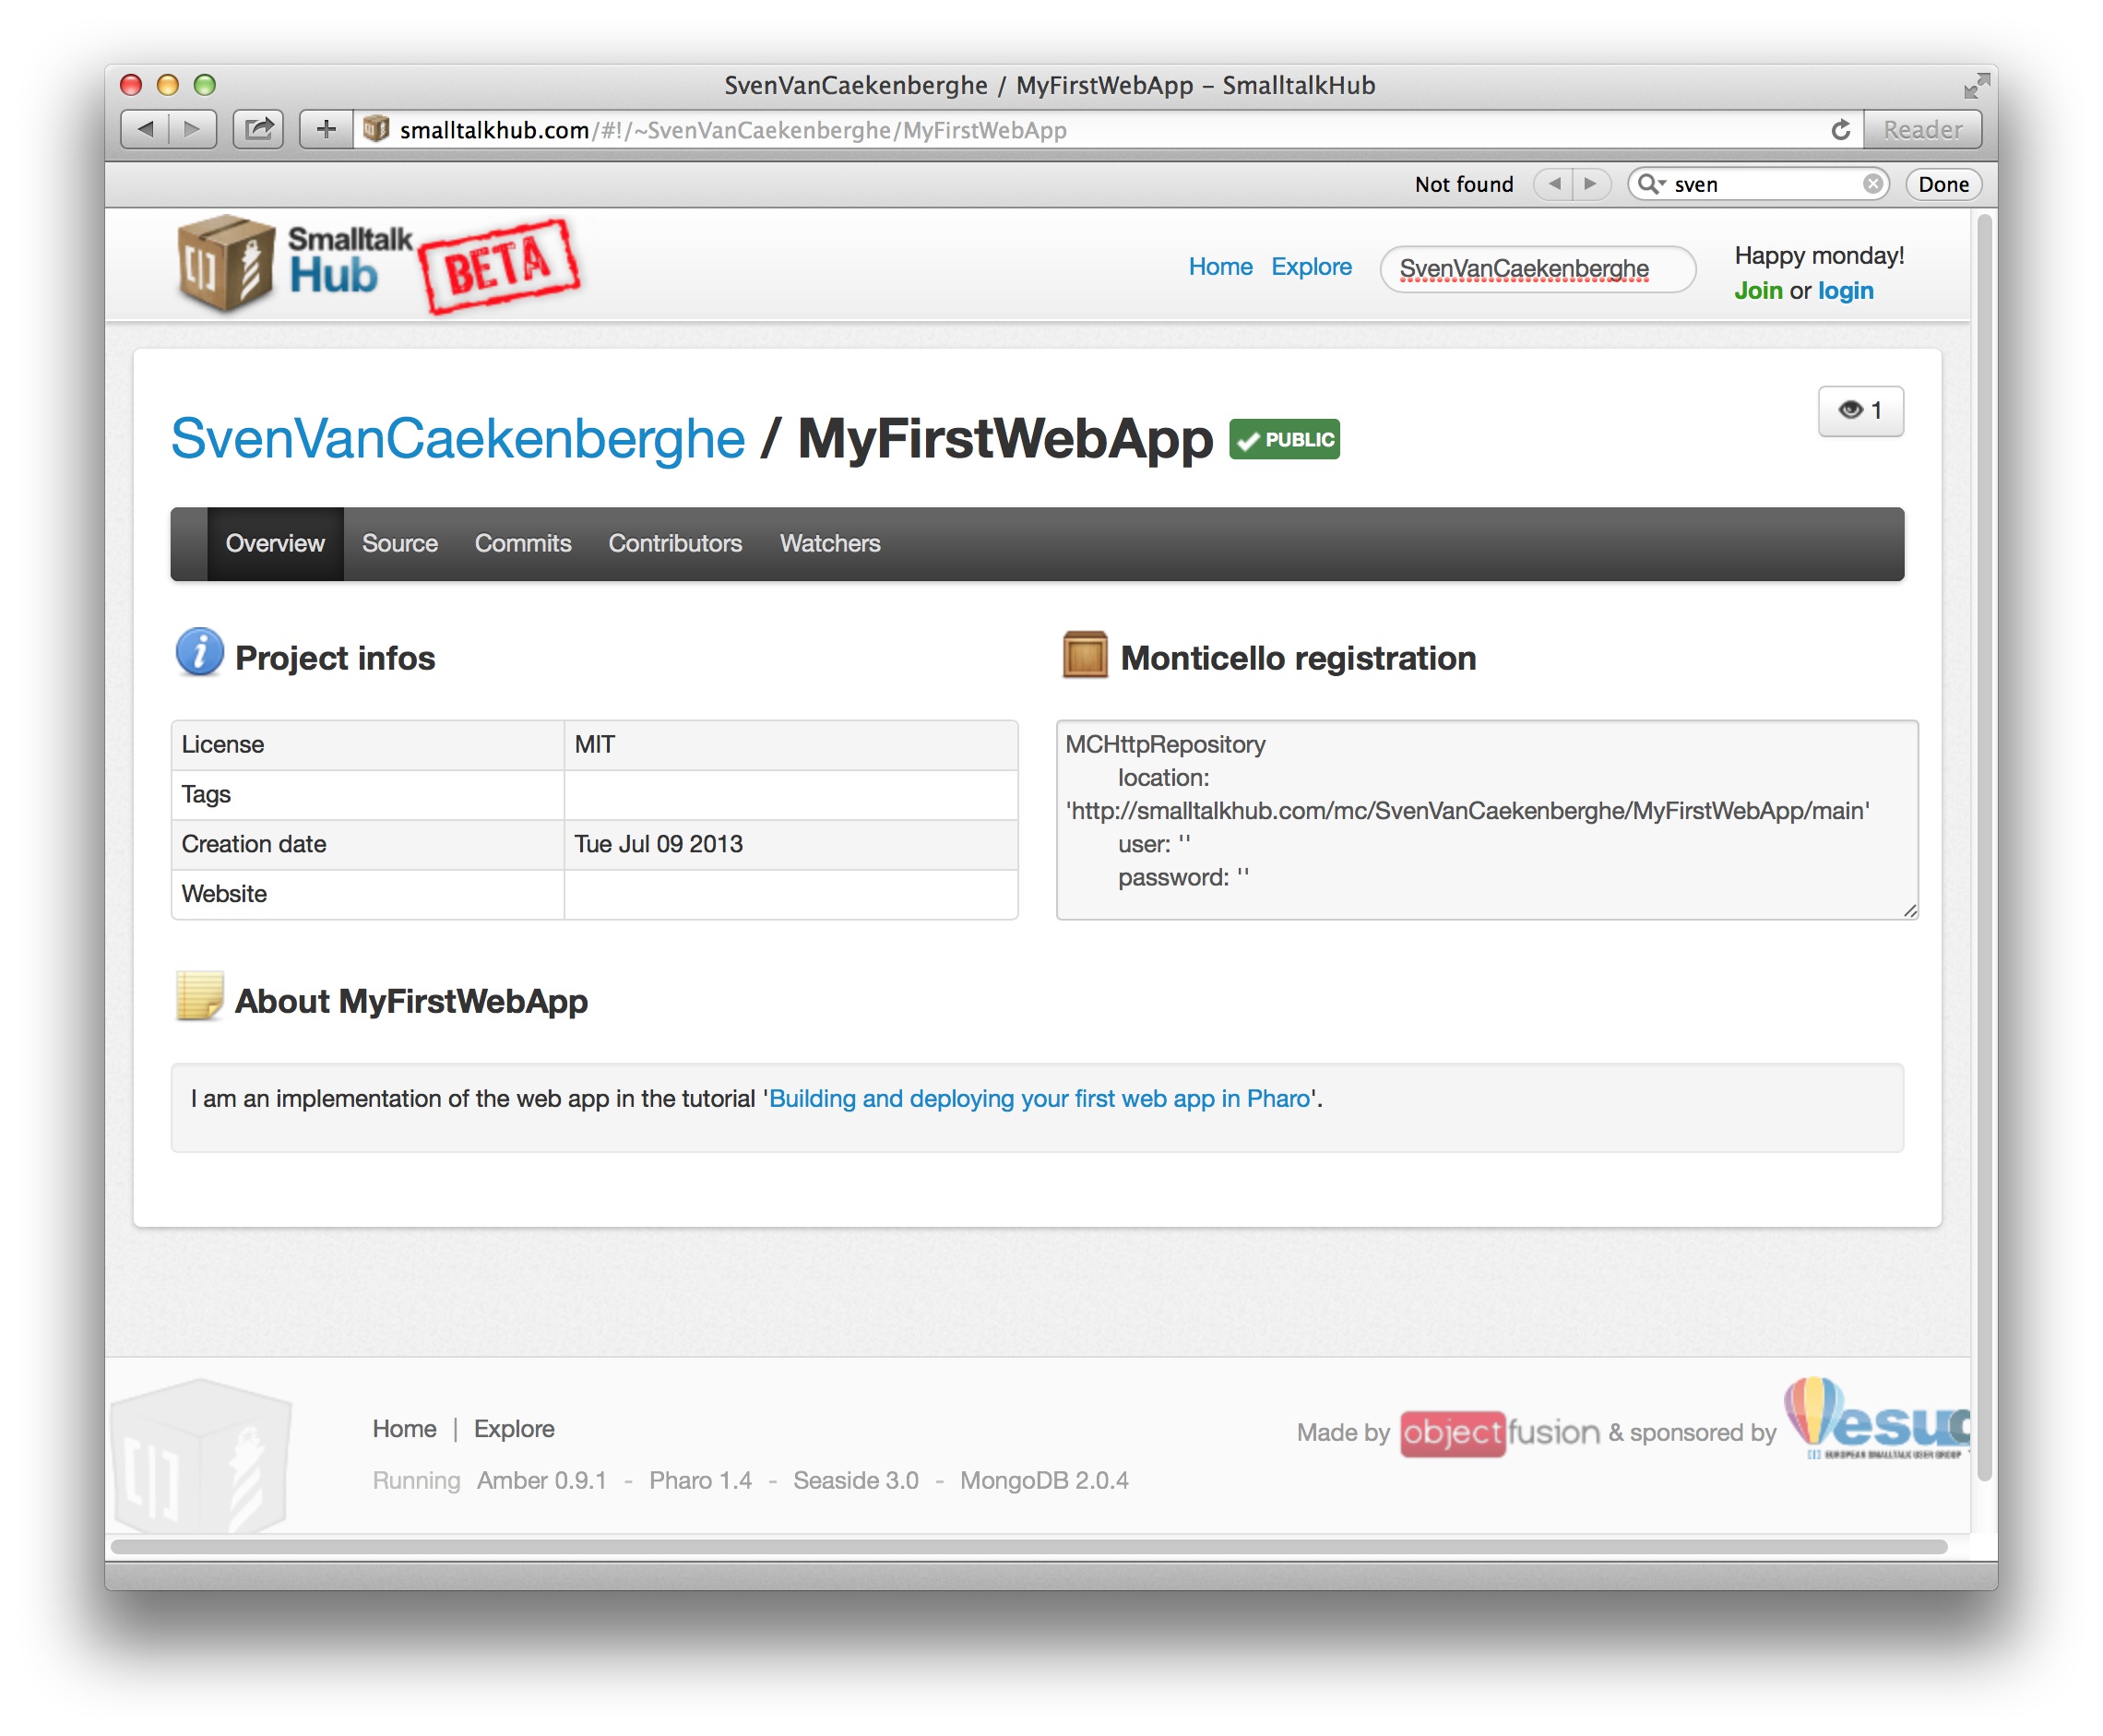 SvenVanCaekenberghe / MyFirstWebApp – SmalltalkHub
smalltalkhub.com/#!/~SvenVanCaekenberghe/MyFirstWebApp
Reader
Not found
sven
Done
Smalltalk
Hub
BETA
Home Explore
SvenVanCaekenberghe
Happy monday!
Join or login
SvenVanCaekenberghe / MyFirstWebApp
PUBLIC
1
Overview Source Commits Contributors Watchers
Project infos
License MIT
Tags
Creation date Tue Jul 09 2013
Website
Monticello registration
MCHttpRepository
location:
'http://smalltalkhub.com/mc/SvenVanCaekenberghe/MyFirstWebApp/main'
user: ''
password: ''
About MyFirstWebApp
I am an implementation of the web app in the tutorial 'Building and deploying your first web app in Pharo'.
Home | Explore
Running Amber 0.9.1 - Pharo 1.4 - Seaside 3.0 - MongoDB 2.0.4
Made by objectfusion & sponsored by
esug
EUROPEAN SMALLTALK USER GROUP